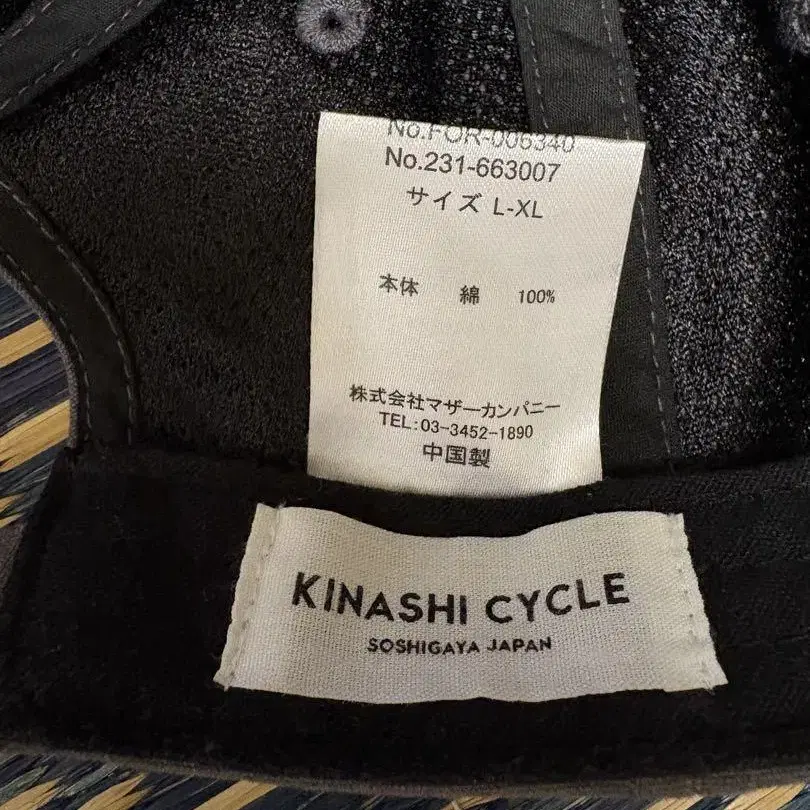 No.FOR-006340
No.231-663007
サイズ L-XL
本体 綿 100%
株式会社マザーカンパニー
TEL:03-3452-1890
中国製
KINASHI CYCLE
SOSHIGAYA JAPAN